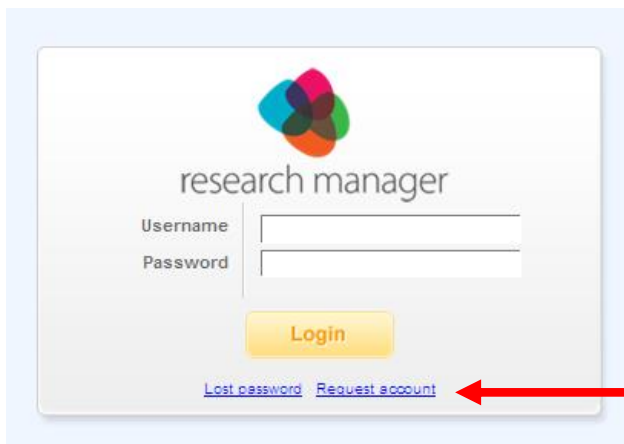 research manager
Username
Password
Login
Lost password Request account